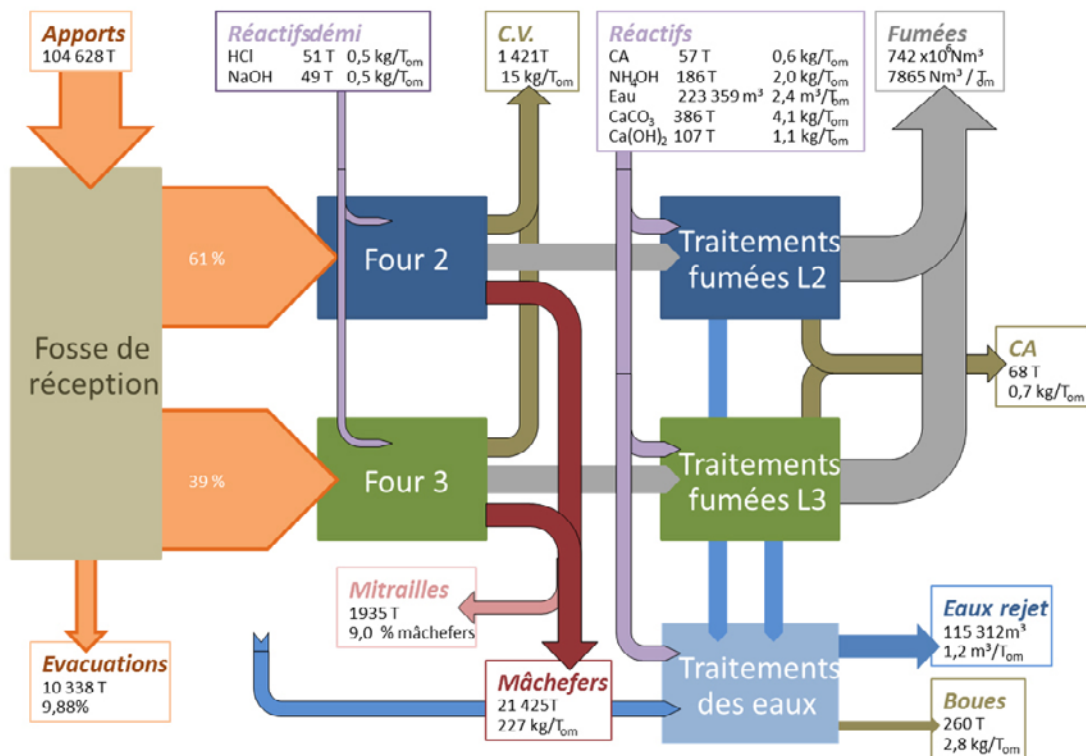 Apports
104 628 T
Réactifs démi
HCl 51 T 0,5 kg/Tom
NaOH 49 T 0,5 kg/Tom
C.V.
1 421T
15 kg/Tom
Réactifs
CA 57 T 0,6 kg/Tom
NH4OH 186 T 2,0 kg/Tom
Eau 223 359 m³ 2,4 m³/Tom
CaCO3 386 T 4,1 kg/Tom
Ca(OH)2 107 T 1,1 kg/Tom
Fumées
742 x10⁶Nm³
7865 Nm³ / Tom
Fosse de
réception
61 %
Four 2
Traitements
fumées L2
CA
68 T
0,7 kg/Tom
39 %
Four 3
Traitements
fumées L3
Mitrailles
1935 T
9,0 % mâchefers
Evacuations
10 338 T
9,88%
Mâchefers
21 425T
227 kg/Tom
Traitements
des eaux
Eaux rejet
115 312m³
1,2 m³/Tom
Boues
260 T
2,8 kg/Tom